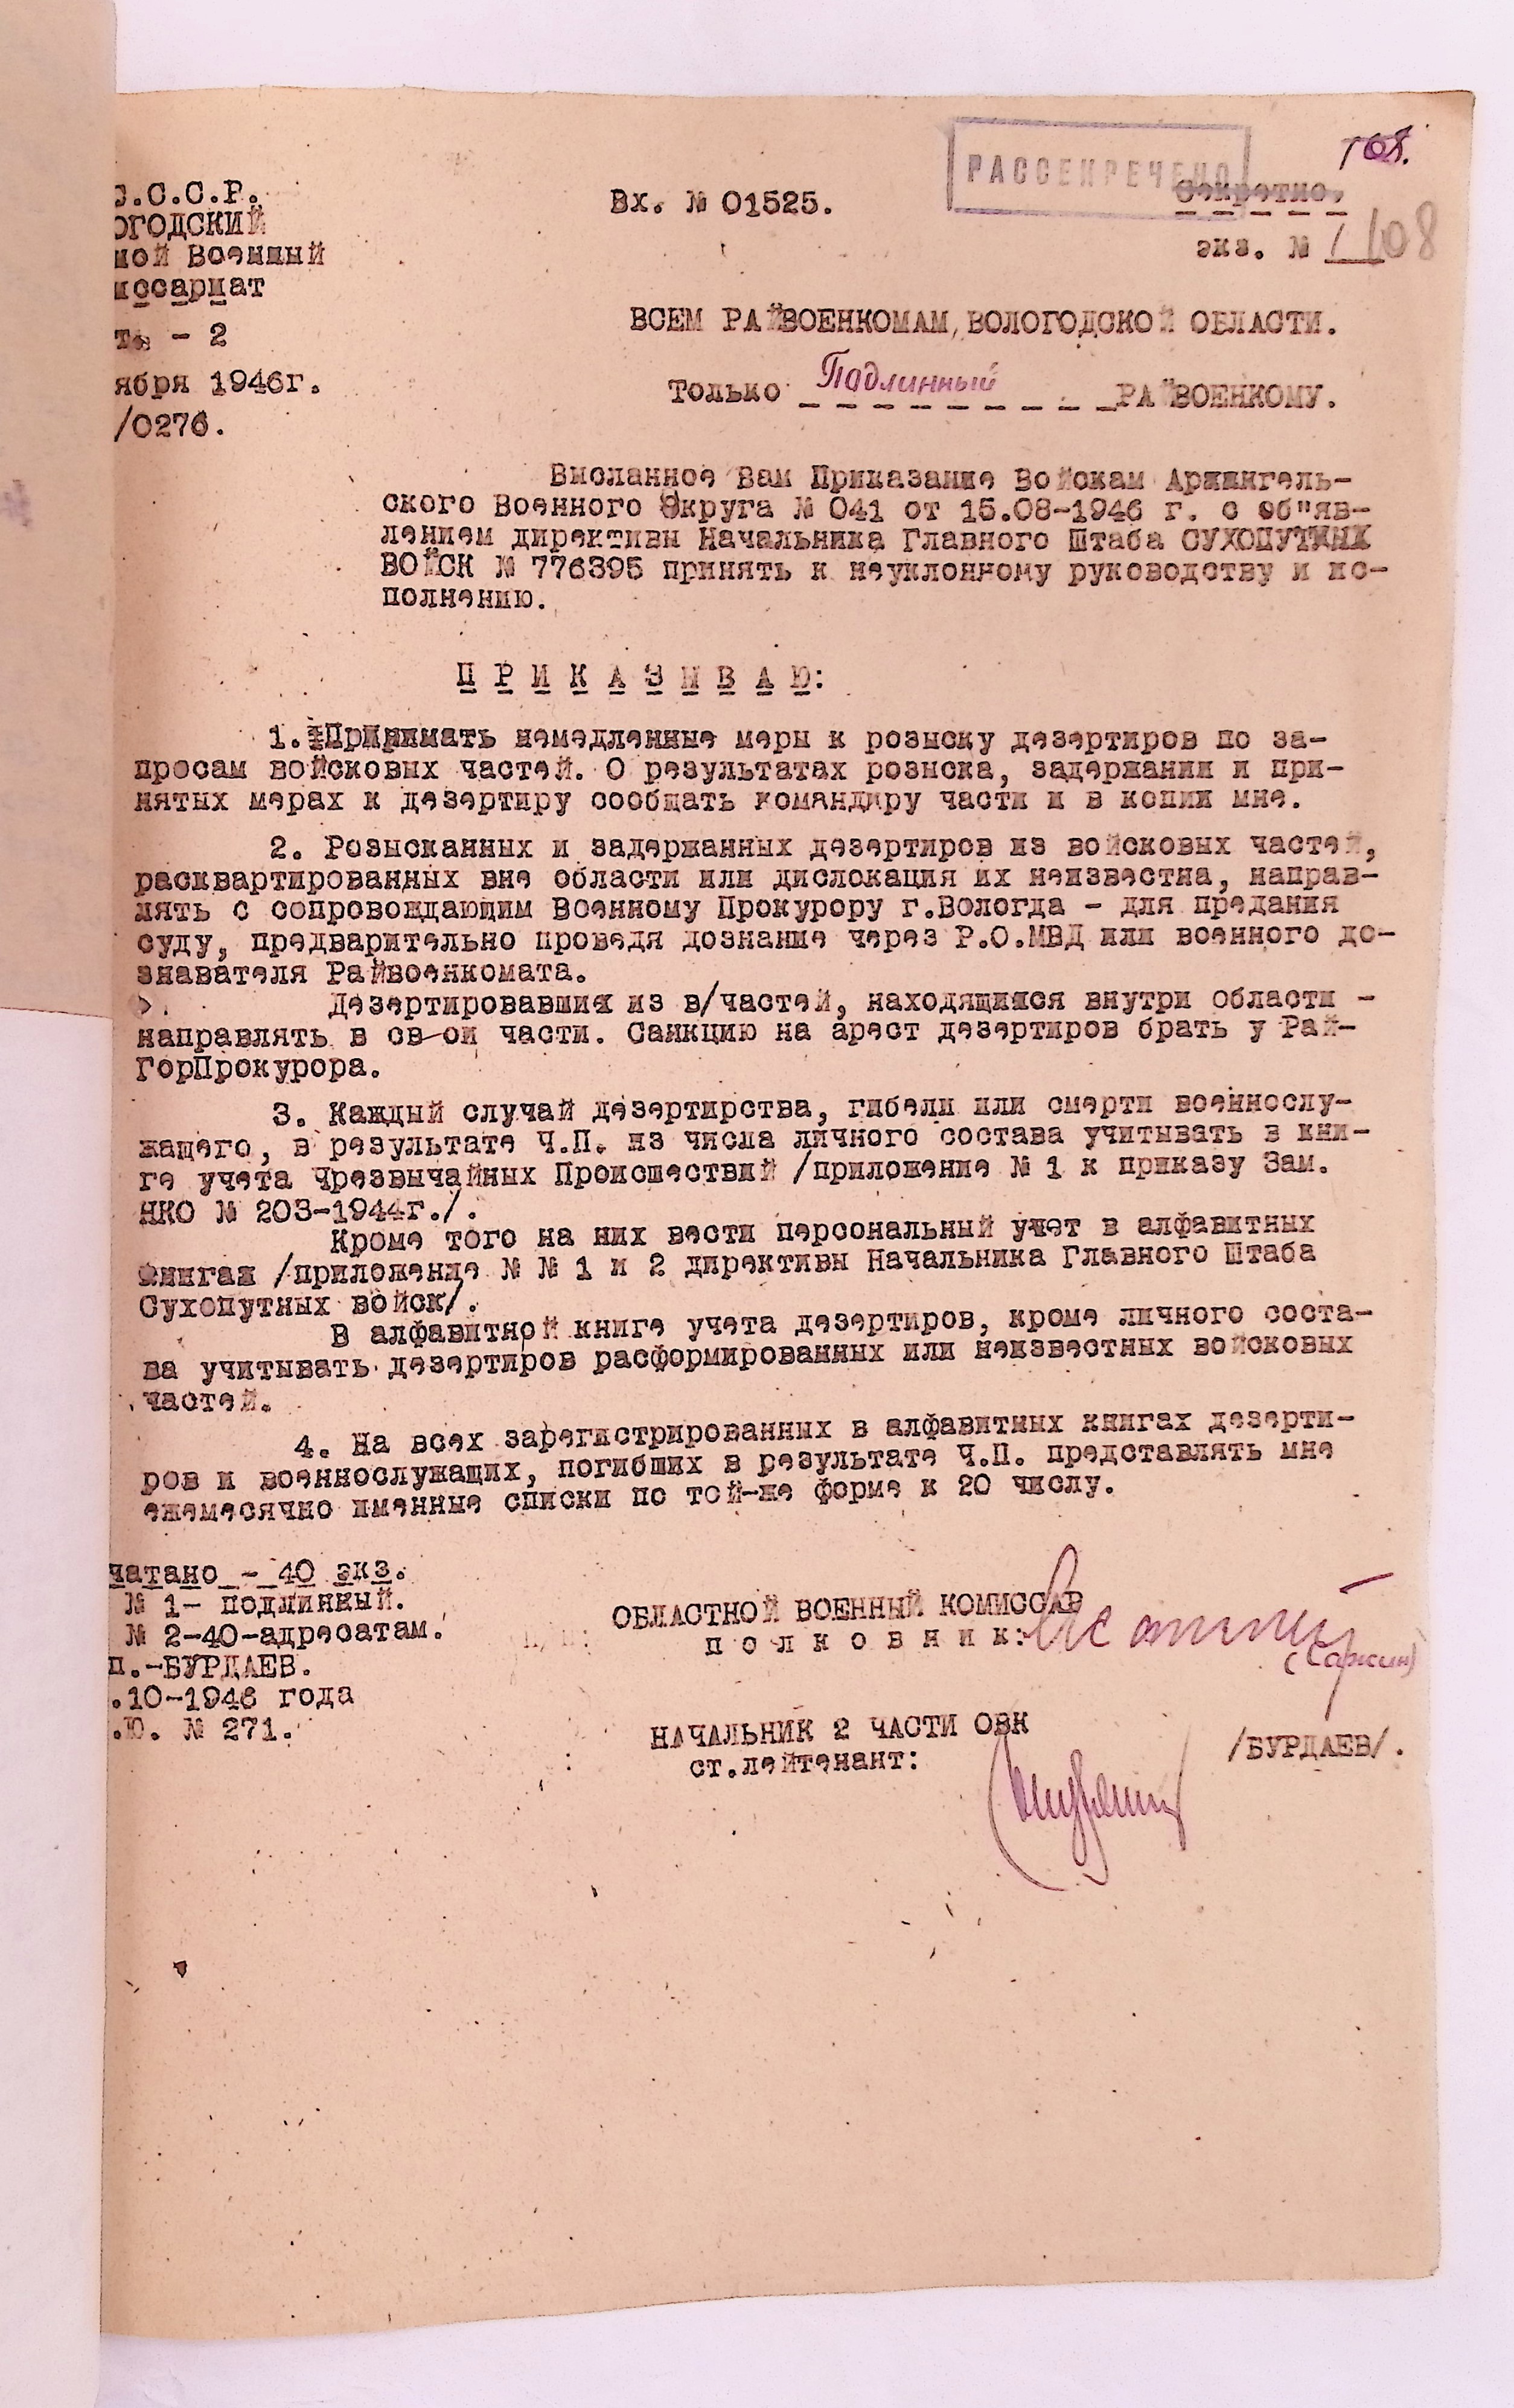 РАССЕКРЕЧЕНО
108.
С.С.С.Р.
ОГОДСКИЙ
ной Военный
иссариат
ть - 2
ября 1946г.
/0276.
Вх. № 01525.
Секретно.
экз. № 1
108
ВСЕМ РАЙВОЕНКОМАМ, ВОЛОГОДСКОЙ ОБЛАСТИ.
Только Подлинный РАЙВОЕНКОМУ.
Высланное Вам Приказание Войскам Архангель-
ского Военного Округа № 041 от 15.08-1946 г. с об"яв-
лением директивы Начальника Главного Штаба СУХОПУТНЫХ
ВОЙСК № 776395 принять к неуклонному руководству и ис-
полнению.
П Р И К А З Ы В А Ю:
1. Принимать немедленные меры к розыску дезертиров по за-
просам войсковых частей. О результатах розыска, задержании и при-
нятых мерах к дезертиру сообщать командиру части и в копии мне.
2. Розысканных и задержанных дезертиров из войсковых частей,
расквартированных вне области или дислокация их неизвестна, направ-
лять с сопровождающим Военному Прокурору г.Вологда - для предания
суду, предварительно проведя дознание через Р.О.МВД или военного до-
знавателя Райвоенкомата.
Дезертировавших из в/частей, находящихся внутри области -
направлять в свои части. Санкцию на арест дезертиров брать у Рай-
ГорПрокурора.
3. Каждый случай дезертирства, гибели или смерти военнослу-
жащего, в результате Ч.П. из числа личного состава учитывать в кни-
ге учета Чрезвычайных Происшествий /приложение № 1 к приказу Зам.
НКО № 203-1944г./.
Кроме того на них вести персональный учет в алфавитных
книгах /приложение № № 1 и 2 директивы Начальника Главного Штаба
Сухопутных войск/.
В алфавитной книге учета дезертиров, кроме личного соста-
ва учитывать дезертиров расформированных или неизвестных войсковых
частей.
4. На всех зарегистрированных в алфавитных книгах дезерти-
ров и военнослужащих, погибших в результате Ч.П. представлять мне
ежемесячно именные списки по той-же форме к 20 числу.
чатано - 40 экз.
№ 1- подлинный.
№ 2-40-адресатам.
п.-БУРДАЕВ.
.10-1946 года
.Ю. № 271.
ОБЛАСТНОЙ ВОЕННЫЙ КОМИССАР
п о л к о в н и к:
НАЧАЛЬНИК 2 ЧАСТИ ОВК
ст.лейтенант:
/БУРДАЕВ/.